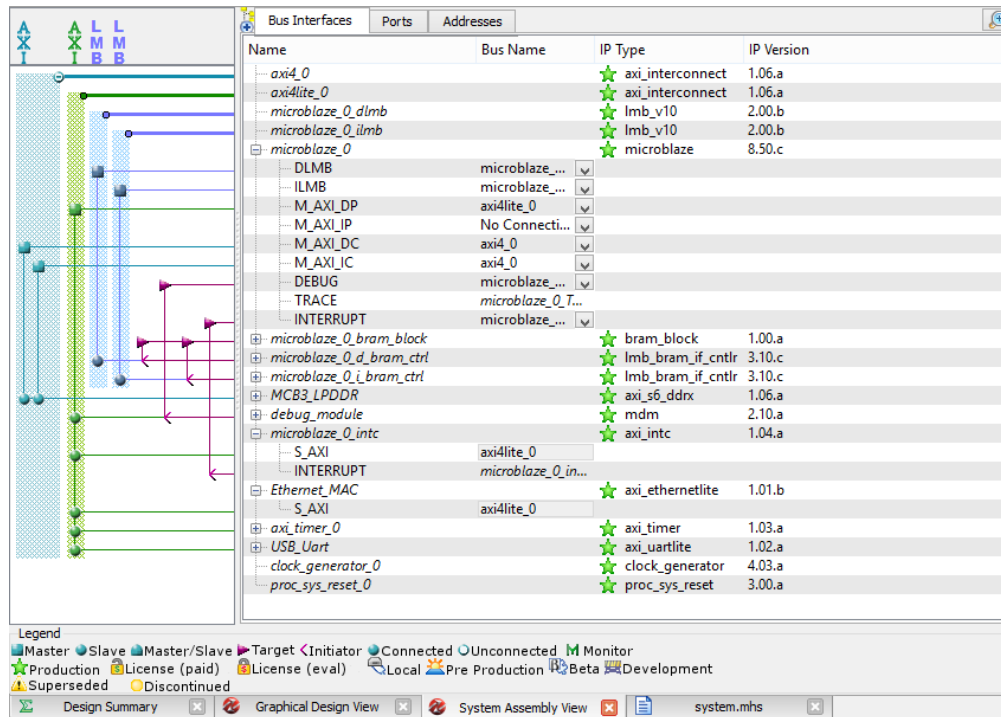 AXI AXI LMB LMB
Bus Interfaces Ports Addresses
Name Bus Name IP Type IP Version
axi4_0 axi_interconnect 1.06.a
axi4lite_0 axi_interconnect 1.06.a
microblaze_0_dlmb lmb_v10 2.00.b
microblaze_0_ilmb lmb_v10 2.00.b
microblaze_0 microblaze 8.50.c
DLMB microblaze_...
ILMB microblaze_...
M_AXI_DP axi4lite_0
M_AXI_IP No Connecti...
M_AXI_DC axi4_0
M_AXI_IC axi4_0
DEBUG microblaze_...
TRACE microblaze_0_T...
INTERRUPT microblaze_...
microblaze_0_bram_block bram_block 1.00.a
microblaze_0_d_bram_ctrl lmb_bram_if_cntlr 3.10.c
microblaze_0_i_bram_ctrl lmb_bram_if_cntlr 3.10.c
MCB3_LPDDR axi_s6_ddrx 1.06.a
debug_module mdm 2.10.a
microblaze_0_intc axi_intc 1.04.a
S_AXI axi4lite_0
INTERRUPT microblaze_0_in...
Ethernet_MAC axi_ethernetlite 1.01.b
S_AXI axi4lite_0
axi_timer_0 axi_timer 1.03.a
USB_Uart axi_uartlite 1.02.a
clock_generator_0 clock_generator 4.03.a
proc_sys_reset_0 proc_sys_reset 3.00.a
Legend
Master Slave Master/Slave Target Initiator Connected Unconnected M Monitor
Production License (paid) License (eval) Local Pre Production Beta Development
Superseded Discontinued
Design Summary Graphical Design View System Assembly View system.mhs